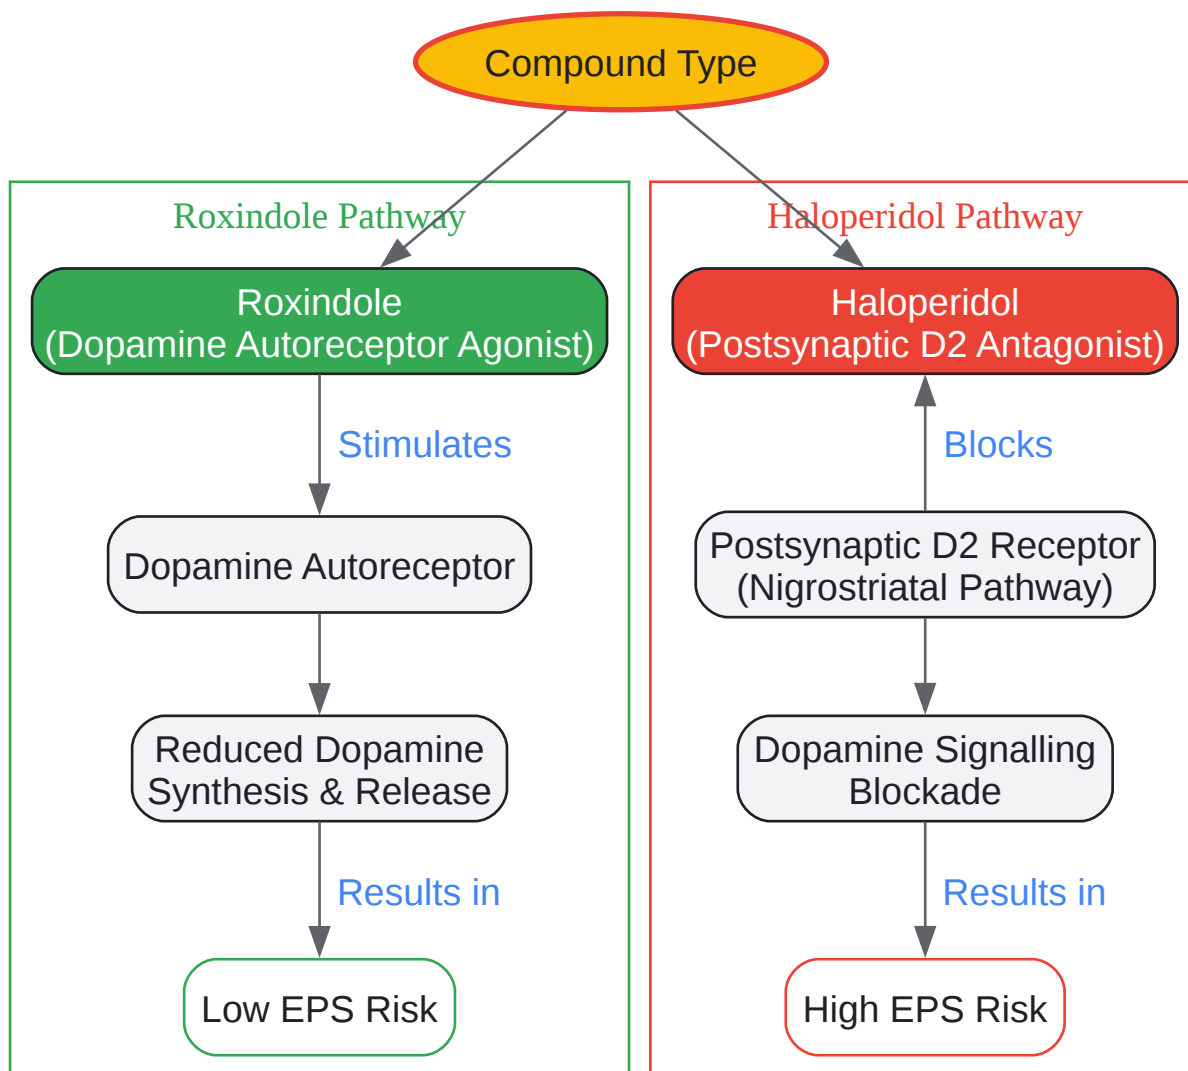 Compound Type
Roxindole Pathway
Roxindole
(Dopamine Autoreceptor Agonist)
Stimulates
Dopamine Autoreceptor
Reduced Dopamine
Synthesis & Release
Results in
Low EPS Risk
Haloperidol Pathway
Haloperidol
(Postsynaptic D2 Antagonist)
Blocks
Postsynaptic D2 Receptor
(Nigrostriatal Pathway)
Dopamine Signalling
Blockade
Results in
High EPS Risk